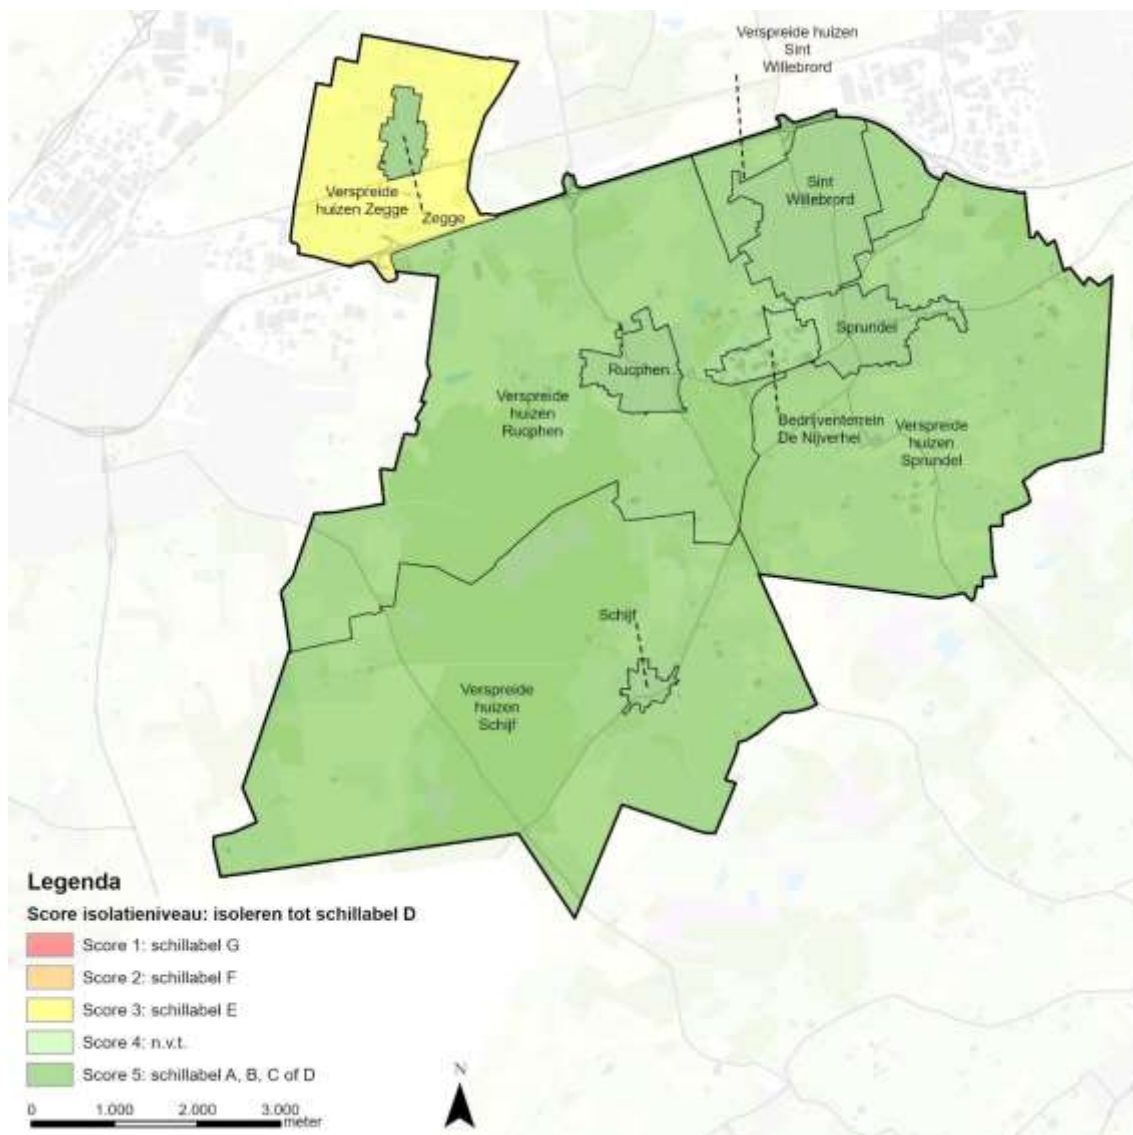 Verspreide huizen
Sint
Willebrord
Verspreide
huizen Zegge
Zegge
Sint
Willebrord
Sprundel
Rucphen
Verspreide
huizen
Rucphen
Bedrijventerrein
De Nijverhei
Verspreide
huizen
Sprundel
Schijf
Verspreide
huizen
Schijf
Legenda
Score isolatieniveau: isoleren tot schillabel D
Score 1: schillabel G
Score 2: schillabel F
Score 3: schillabel E
Score 4: n.v.t.
Score 5: schillabel A, B, C of D
0 1.000 2.000 3.000
meter
N